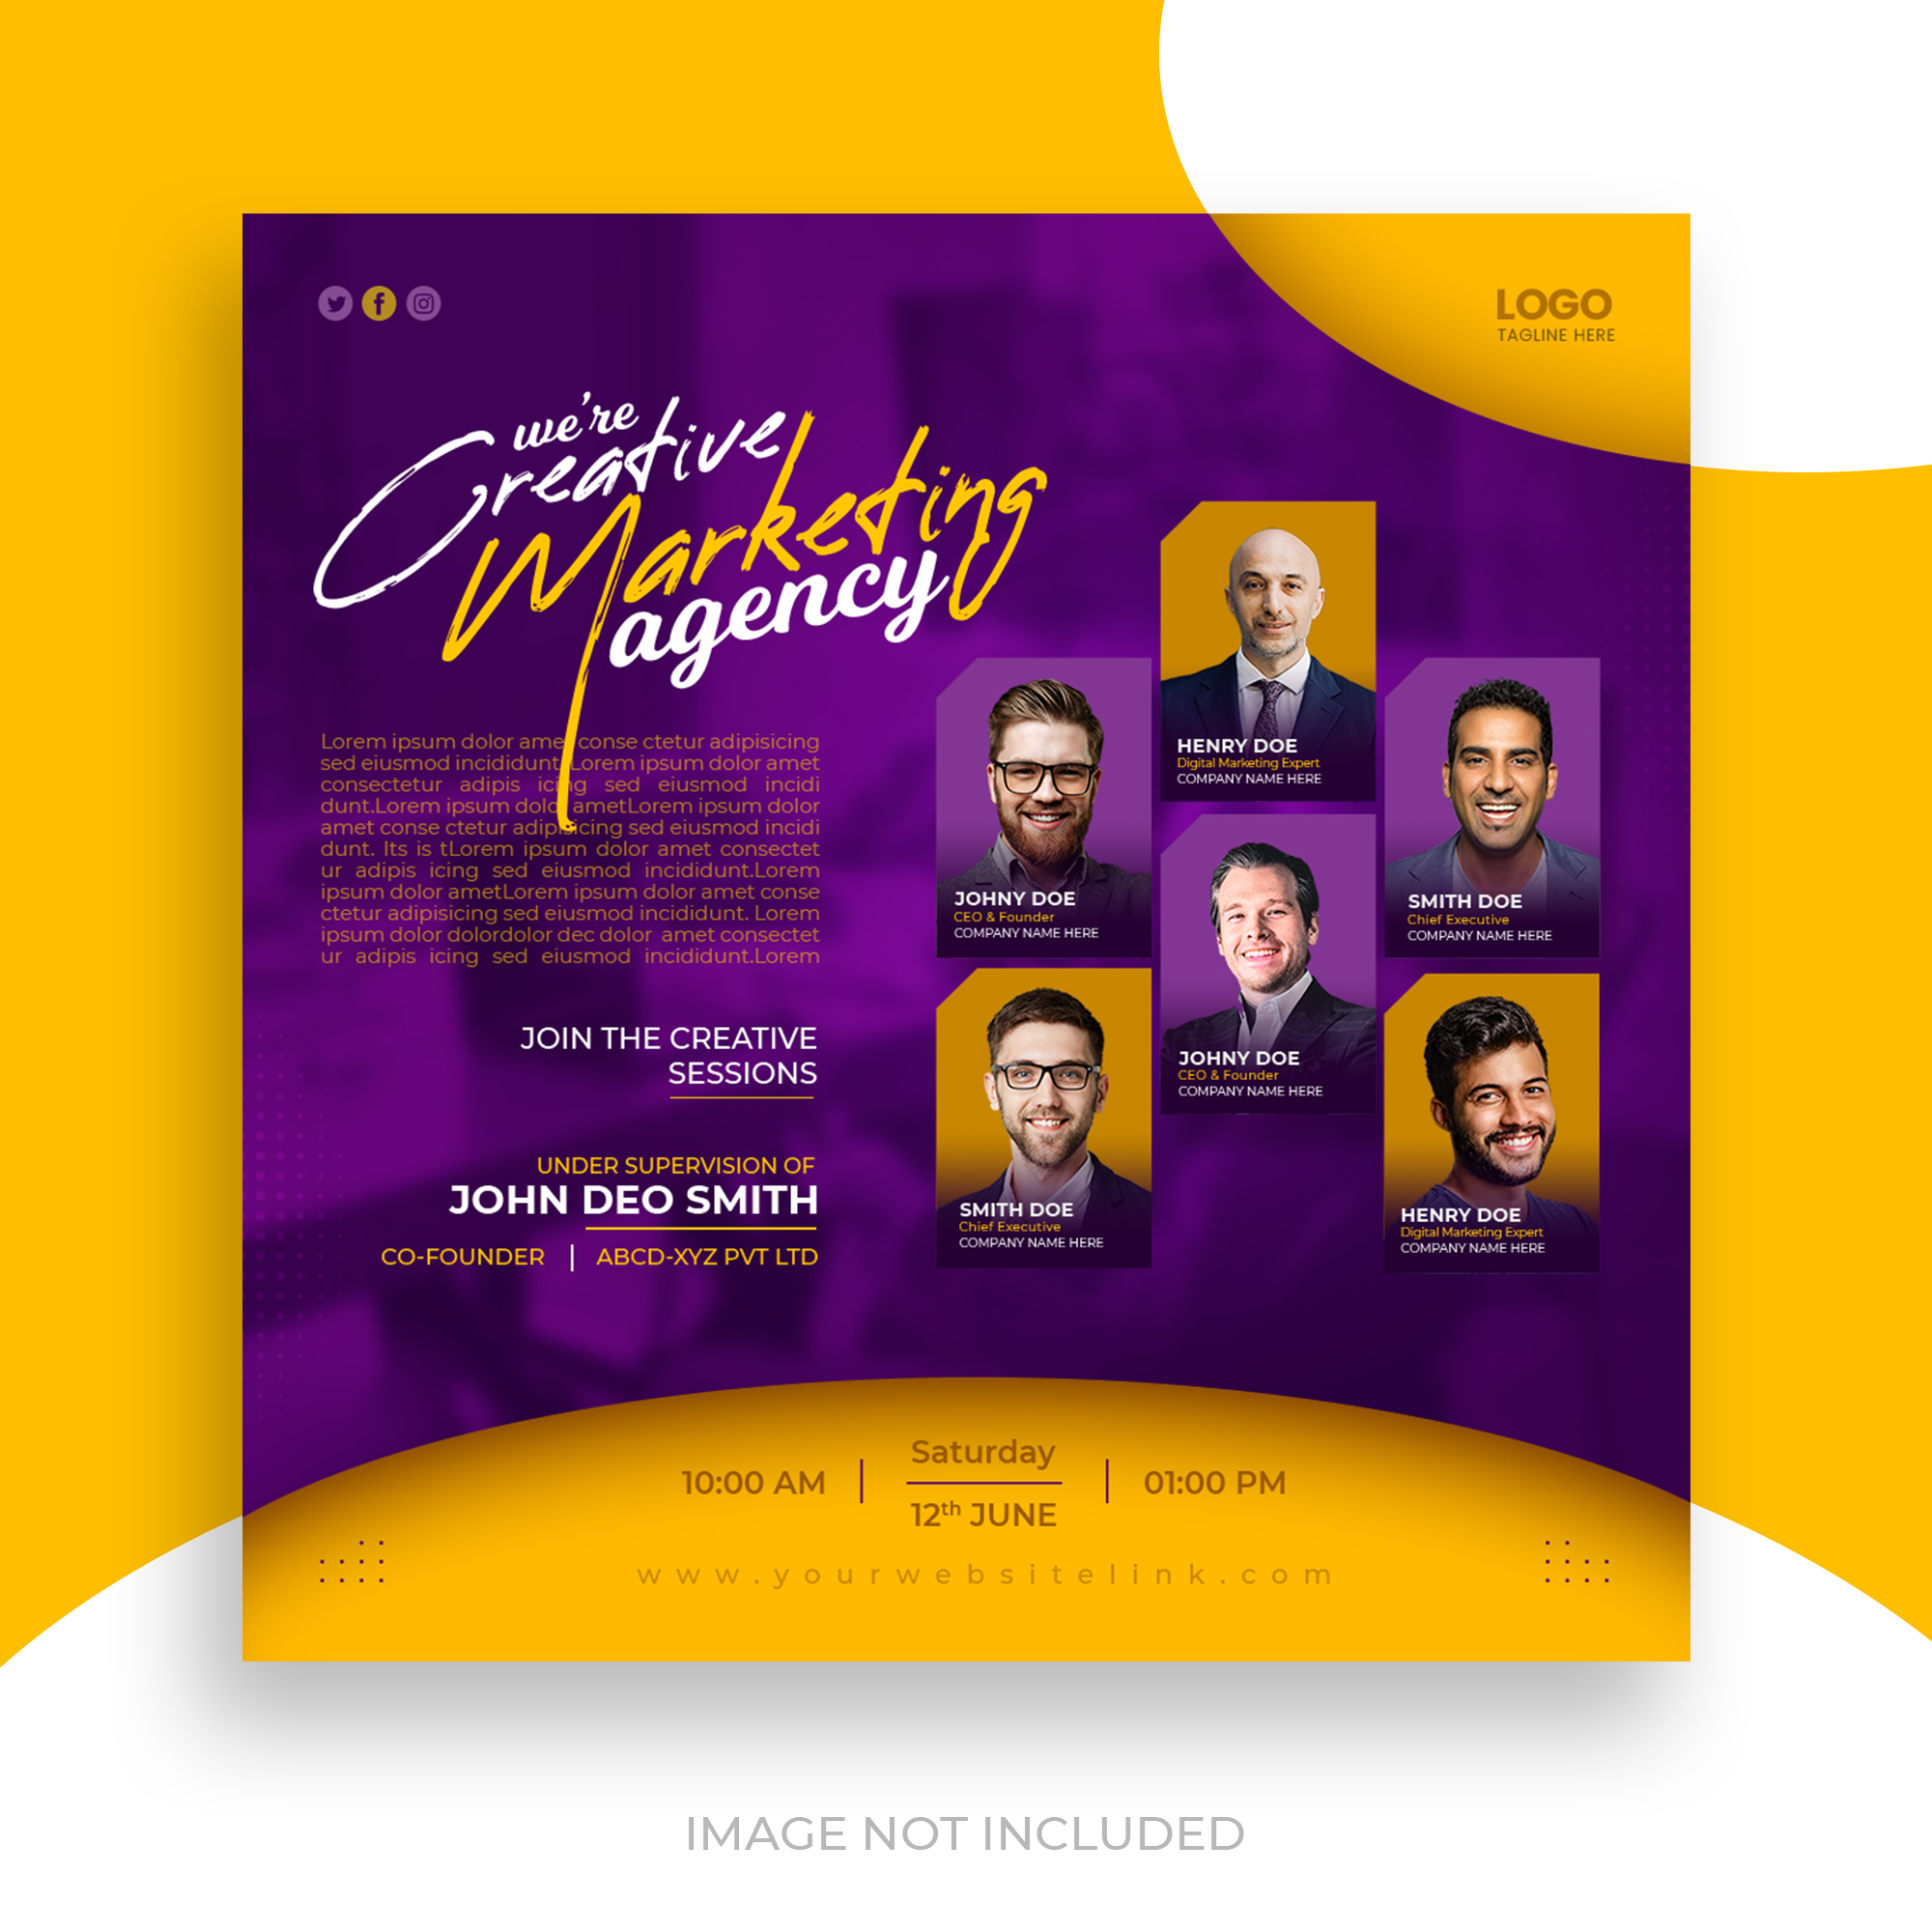 LOGO
TAGLINE HERE
we're
Creative
Marketing
agency
Lorem ipsum dolor ame conse ctetur adipisicing
sed eiusmod incididunt Lorem ipsum dolor amet
consectetur adipis icing sed eiusmod incidi
dunt.Lorem ipsum dolo ametLorem ipsum dolor
amet conse ctetur adipisicing sed eiusmod incidi
dunt. Its is tLorem ipsum dolor amet consectet
ur adipis icing sed eiusmod incididunt.Lorem
ipsum dolor ametLorem ipsum dolor amet conse
ctetur adipisicing sed eiusmod incididunt. Lorem
ipsum dolor dolordolor dec dolor amet consectet
ur adipis icing sed eiusmod incididunt.Lorem
JOIN THE CREATIVE
SESSIONS
UNDER SUPERVISION OF
JOHN DEO SMITH
CO-FOUNDER | ABCD-XYZ PVT LTD
HENRY DOE
Digital Marketing Expert
COMPANY NAME HERE
JOHNY DOE
CEO & Founder
COMPANY NAME HERE
SMITH DOE
Chief Executive
COMPANY NAME HERE
JOHNY DOE
CEO & Founder
COMPANY NAME HERE
SMITH DOE
Chief Executive
COMPANY NAME HERE
HENRY DOE
Digital Marketing Expert
COMPANY NAME HERE
10:00 AM
Saturday
12th JUNE
01:00 PM
www.yourwebsitelink.com
IMAGE NOT INCLUDED